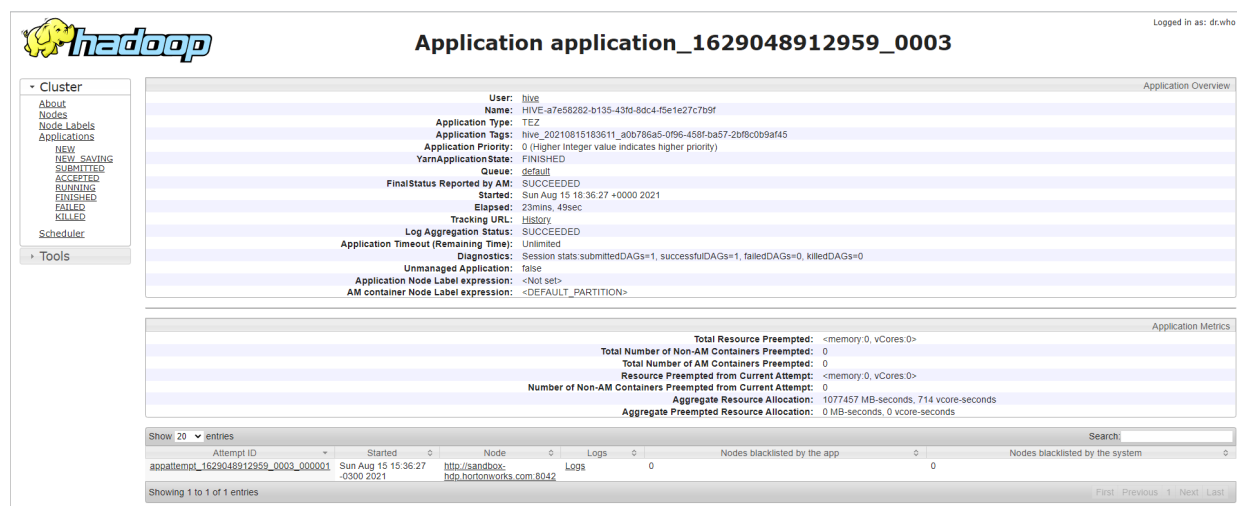 Logged in as: dr.who
hadoop
Application application_1629048912959_0003
Cluster
About
Nodes
Node Labels
Applications
NEW
NEW_SAVING
SUBMITTED
ACCEPTED
RUNNING
FINISHED
FAILED
KILLED
Scheduler
Tools
Application Overview
User: hive
Name: HIVE-a7e58282-b135-43fd-8dc4-f5e1e27c7b9f
Application Type: TEZ
Application Tags: hive_20210815183611_a0b786a5-0f96-458f-ba57-2bf8c0b9af45
Application Priority: 0 (Higher Integer value indicates higher priority)
YarnApplicationState: FINISHED
Queue: default
FinalStatus Reported by AM: SUCCEEDED
Started: Sun Aug 15 18:36:27 +0000 2021
Elapsed: 23mins, 49sec
Tracking URL: History
Log Aggregation Status: SUCCEEDED
Application Timeout (Remaining Time): Unlimited
Diagnostics: Session stats:submittedDAGs=1, successfulDAGs=1, failedDAGs=0, killedDAGs=0
Unmanaged Application: false
Application Node Label expression: <Not set>
AM container Node Label expression: <DEFAULT_PARTITION>
Application Metrics
Total Resource Preempted: <memory:0, vCores:0>
Total Number of Non-AM Containers Preempted: 0
Total Number of AM Containers Preempted: 0
Resource Preempted from Current Attempt: <memory:0, vCores:0>
Number of Non-AM Containers Preempted from Current Attempt: 0
Aggregate Resource Allocation: 1077457 MB-seconds, 714 vcore-seconds
Aggregate Preempted Resource Allocation: 0 MB-seconds, 0 vcore-seconds
Show 20 entries Search:
Attempt ID Started Node Logs Nodes blacklisted by the app Nodes blacklisted by the system
appattempt_1629048912959_0003_000001 Sun Aug 15 15:36:27 http://sandbox- Logs 0 0
-0300 2021 hdp.hortonworks.com:8042
Showing 1 to 1 of 1 entries First Previous 1 Next Last